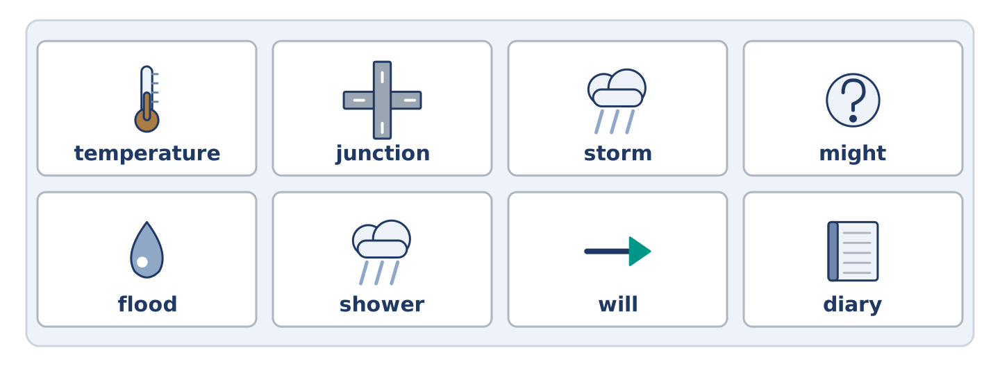 temperature
junction
storm
might
flood
shower
will
diary